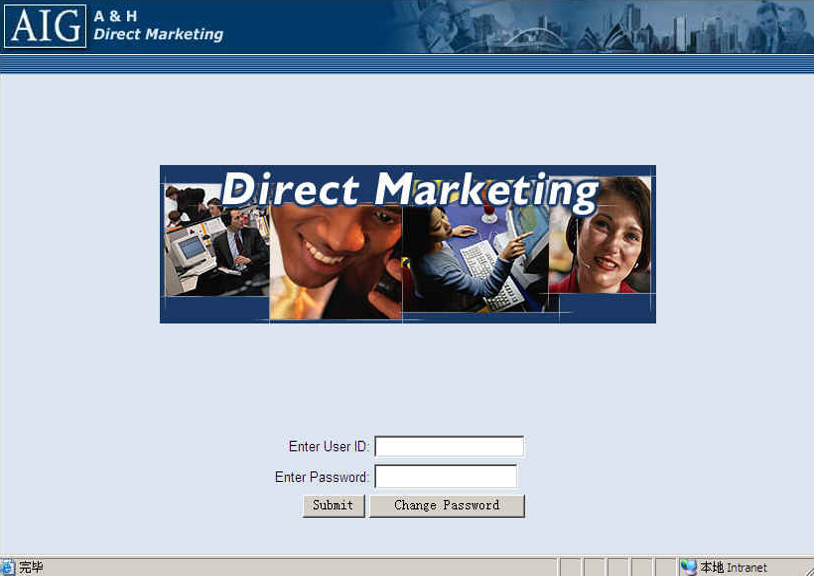 AIG
A & H
Direct Marketing
Direct Marketing
Enter User ID:
Enter Password:
Submit Change Password
完毕 本地 Intranet